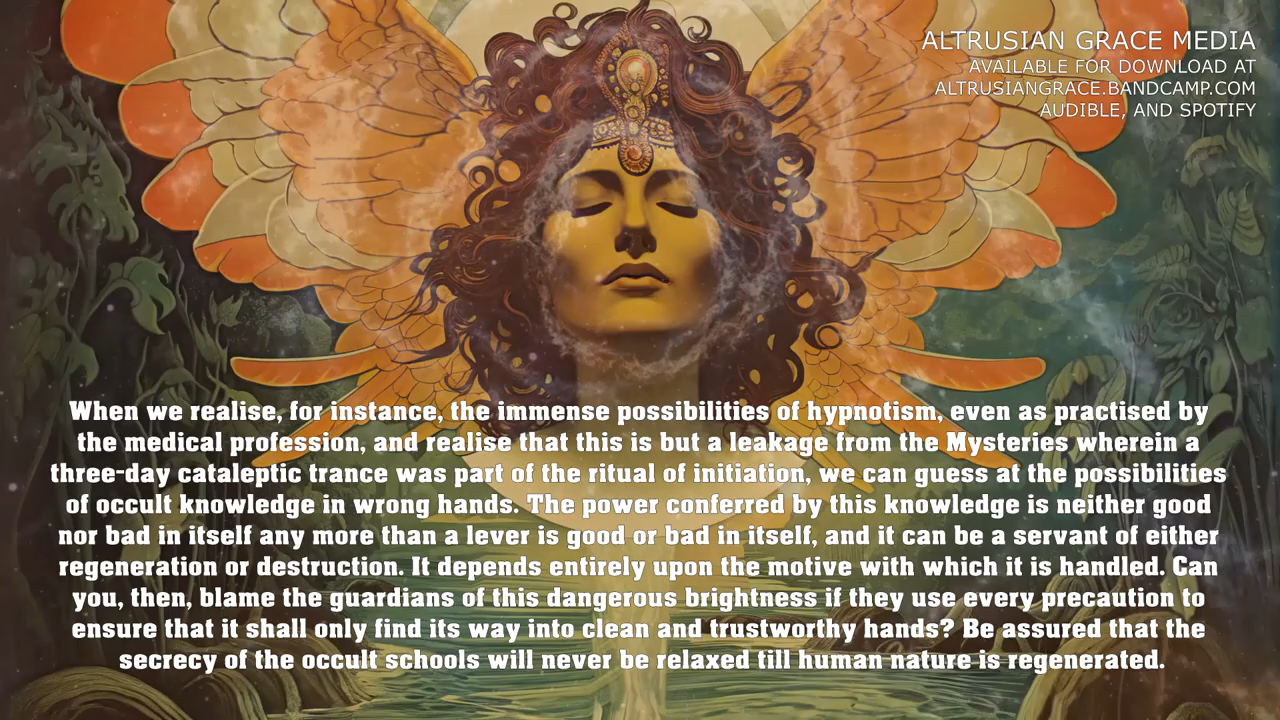 ALTRUSIAN GRACE MEDIA
AVAILABLE FOR DOWNLOAD AT
ALTRUSIANGRACE.BANDCAMP.COM
AUDIBLE, AND SPOTIFY
When we realise, for instance, the immense possibilities of hypnotism, even as practised by
the medical profession, and realise that this is but a leakage from the Mysteries wherein a
three-day cataleptic trance was part of the ritual of initiation, we can guess at the possibilities
of occult knowledge in wrong hands. The power conferred by this knowledge is neither good
nor bad in itself any more than a lever is good or bad in itself, and it can be a servant of either
regeneration or destruction. It depends entirely upon the motive with which it is handled. Can
you, then, blame the guardians of this dangerous brightness if they use every precaution to
ensure that it shall only find its way into clean and trustworthy hands? Be assured that the
secrecy of the occult schools will never be relaxed till human nature is regenerated.